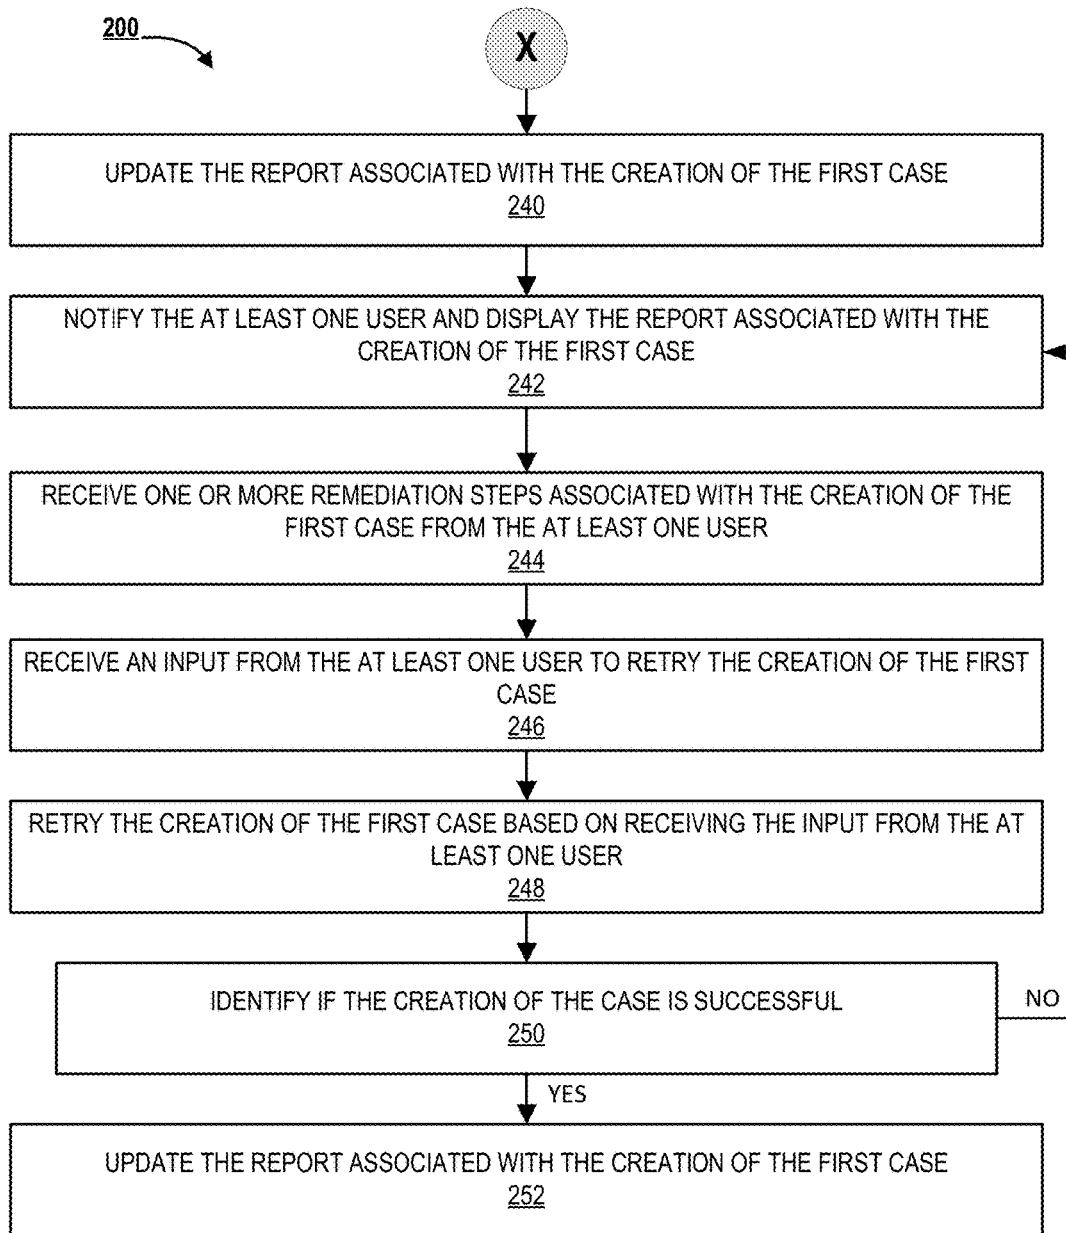 200
X
UPDATE THE REPORT ASSOCIATED WITH THE CREATION OF THE FIRST CASE
240
NOTIFY THE AT LEAST ONE USER AND DISPLAY THE REPORT ASSOCIATED WITH THE
CREATION OF THE FIRST CASE
242
RECEIVE ONE OR MORE REMEDIATION STEPS ASSOCIATED WITH THE CREATION OF THE
FIRST CASE FROM THE AT LEAST ONE USER
244
RECEIVE AN INPUT FROM THE AT LEAST ONE USER TO RETRY THE CREATION OF THE FIRST
CASE
246
RETRY THE CREATION OF THE FIRST CASE BASED ON RECEIVING THE INPUT FROM THE AT
LEAST ONE USER
248
IDENTIFY IF THE CREATION OF THE CASE IS SUCCESSFUL
250
NO
YES
UPDATE THE REPORT ASSOCIATED WITH THE CREATION OF THE FIRST CASE
252